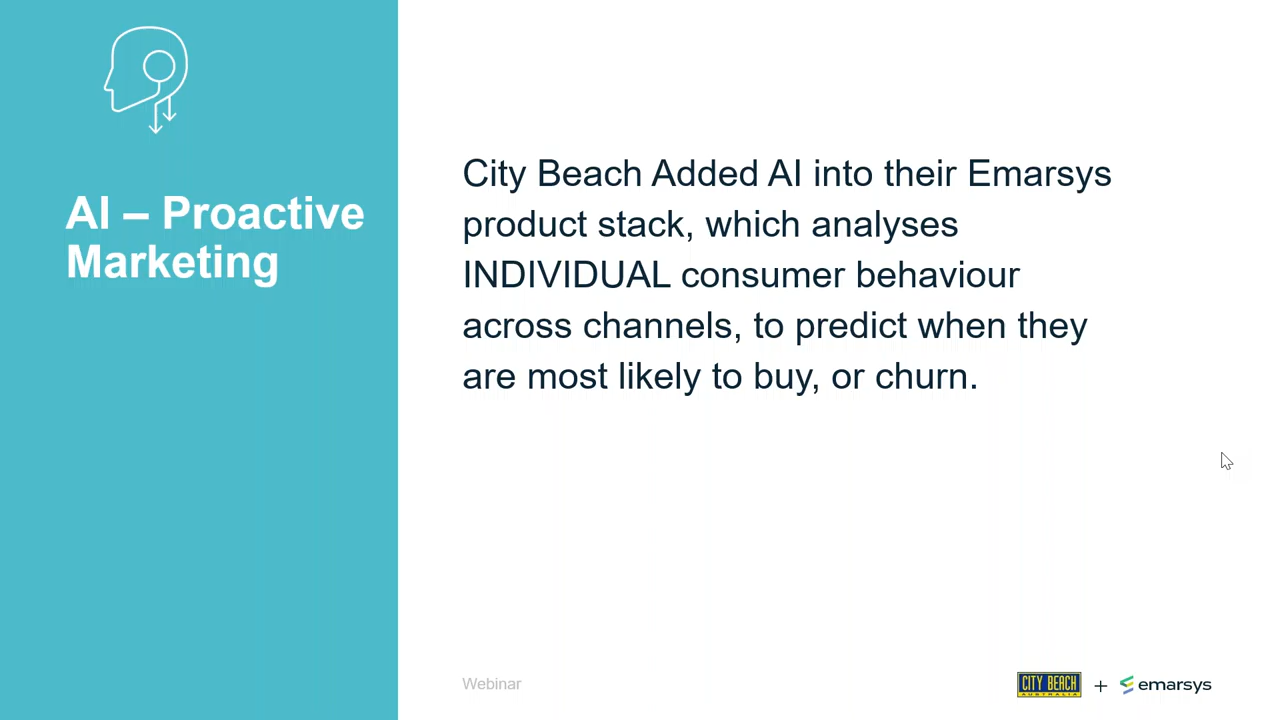 AI – Proactive
Marketing
City Beach Added AI into their Emarsys
product stack, which analyses
INDIVIDUAL consumer behaviour
across channels, to predict when they
are most likely to buy, or churn.
Webinar
CITY BEACH
AUSTRALIA
+
emarsys